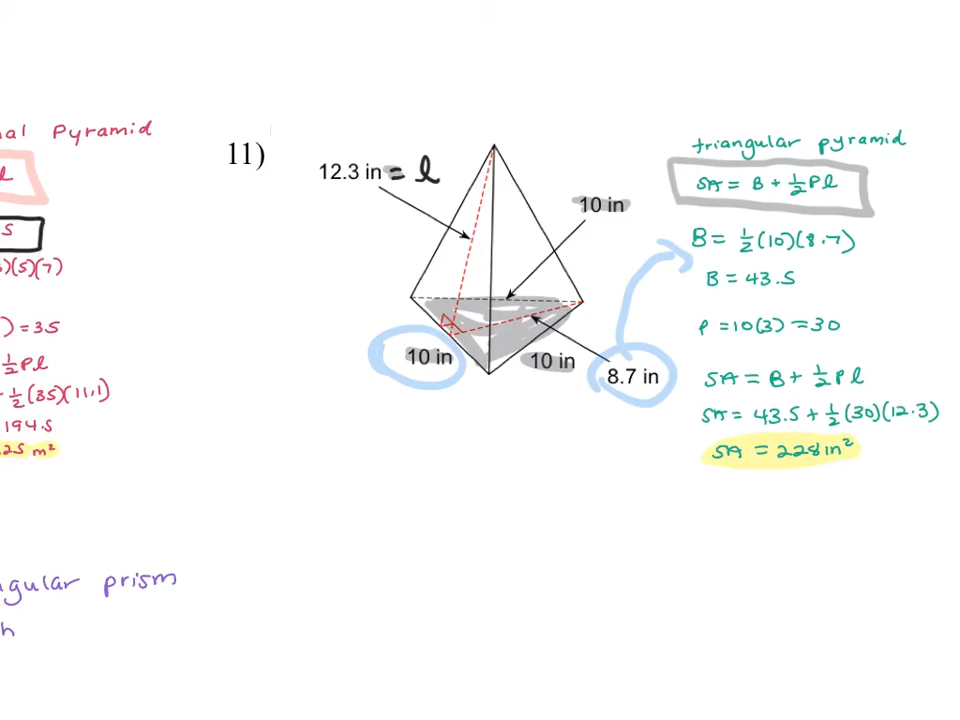 nal Pyramid
l
S
)(5)(7)
) = 35
½Pl
+ ½(35)(11.1)
194.5
.25 m²
ngular prism
h
11)
12.3 in = l
10 in
10 in
10 in
8.7 in
triangular pyramid
SA = B + ½Pl
B = ½(10)(8.7)
B = 43.5
P = 10(3) = 30
SA = B + ½Pl
SA = 43.5 + ½(30)(12.3)
SA = 228 in²